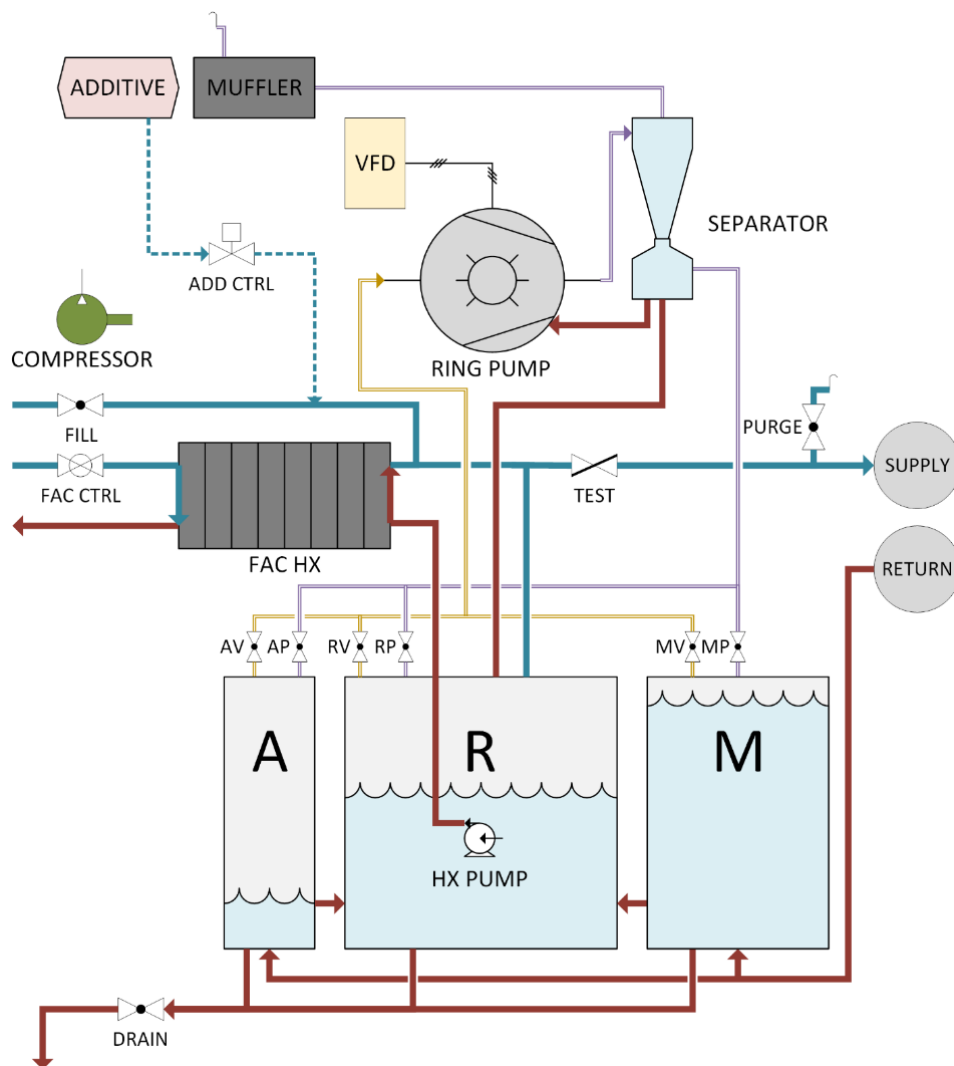 ADDITIVE
MUFFLER
VFD
SEPARATOR
ADD CTRL
COMPRESSOR
RING PUMP
FILL
PURGE
FAC CTRL
TEST
SUPPLY
FAC HX
RETURN
AV
AP
RV
RP
MV
MP
A
R
M
HX PUMP
DRAIN